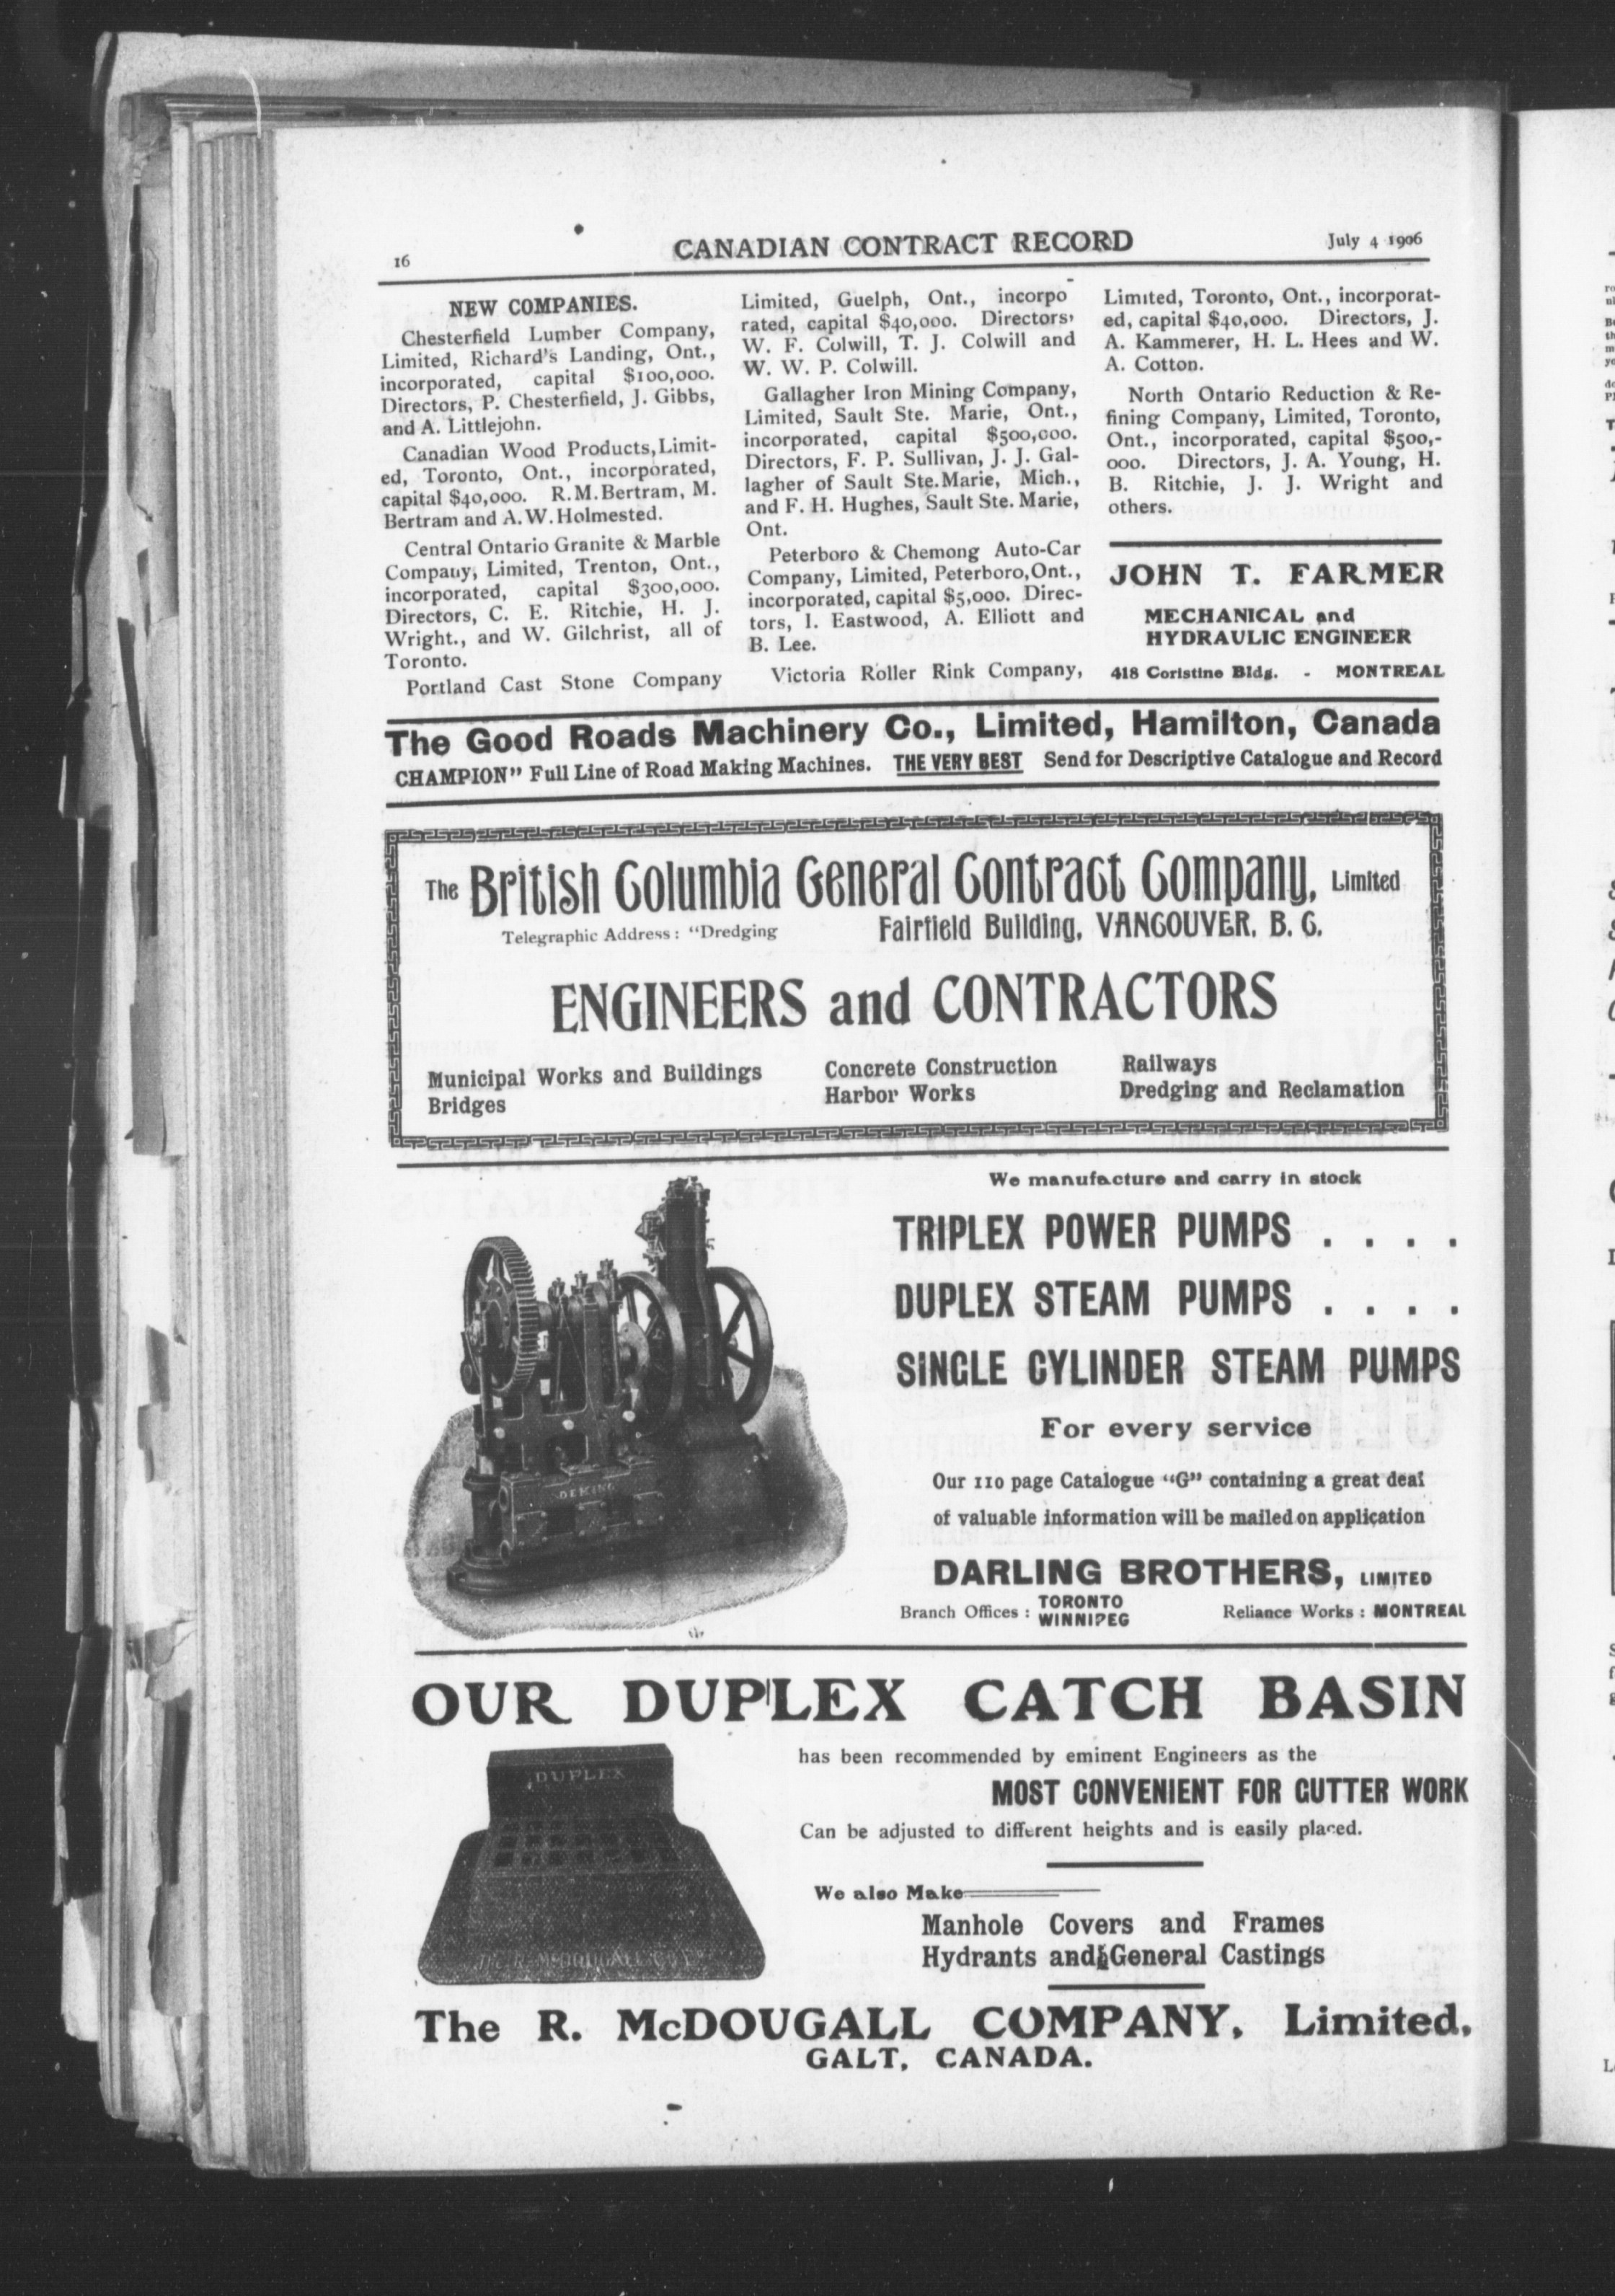 16
CANADIAN CONTRACT RECORD
July 4 1906
NEW COMPANIES.
Chesterfield Lumber Company,
Limited, Richard's Landing, Ont.,
incorporated, capital $100,000.
Directors, P. Chesterfield, J. Gibbs,
and A. Littlejohn.
Canadian Wood Products, Limit-
ed, Toronto, Ont., incorporated,
capital $40,000. R. M. Bertram, M.
Bertram and A. W. Holmested.
Central Ontario Granite & Marble
Company, Limited, Trenton, Ont.,
incorporated, capital $300,000.
Directors, C. E. Ritchie, H. J.
Wright., and W. Gilchrist, all of
Toronto.
Portland Cast Stone Company
Limited, Guelph, Ont., incorpo-
rated, capital $40,000. Directors,
W. F. Colwill, T. J. Colwill and
W. W. P. Colwill.
Gallagher Iron Mining Company,
Limited, Sault Ste. Marie, Ont.,
incorporated, capital $500,000.
Directors, F. P. Sullivan, J. J. Gal-
lagher of Sault Ste. Marie, Mich.,
and F. H. Hughes, Sault Ste. Marie,
Ont.
Peterboro & Chemong Auto-Car
Company, Limited, Peterboro, Ont.,
incorporated, capital $5,000. Direc-
tors, I. Eastwood, A. Elliott and
B. Lee.
Victoria Roller Rink Company,
Limited, Toronto, Ont., incorporat-
ed, capital $40,000. Directors, J.
A. Kammerer, H. L. Hees and W.
A. Cotton.
North Ontario Reduction & Re-
fining Company, Limited, Toronto,
Ont., incorporated, capital $500,-
000. Directors, J. A. Young, H.
B. Ritchie, J. J. Wright and
others.
JOHN T. FARMER
MECHANICAL and
HYDRAULIC ENGINEER
418 Coristine Bldg. - MONTREAL
The Good Roads Machinery Co., Limited, Hamilton, Canada
CHAMPION" Full Line of Road Making Machines. THE VERY BEST Send for Descriptive Catalogue and Record
The British Columbia General Contract Company, Limited
Telegraphic Address: "Dredging
Fairfield Building, VANCOUVER, B. C.
ENGINEERS and CONTRACTORS
Municipal Works and Buildings
Bridges
Concrete Construction
Harbor Works
Railways
Dredging and Reclamation
We manufacture and carry in stock
TRIPLEX POWER PUMPS . . . .
DUPLEX STEAM PUMPS . . . .
SINGLE CYLINDER STEAM PUMPS
For every service
Our 110 page Catalogue "G" containing a great deal
of valuable information will be mailed on application
DARLING BROTHERS, LIMITED
Branch Offices: TORONTO
WINNIPEG
Reliance Works: MONTREAL
OUR DUPLEX CATCH BASIN
DUPLEX
has been recommended by eminent Engineers as the
MOST CONVENIENT FOR GUTTER WORK
Can be adjusted to different heights and is easily placed.
We also Make
Manhole Covers and Frames
Hydrants and General Castings
The R. McDOUGALL COMPANY, Limited,
GALT, CANADA.